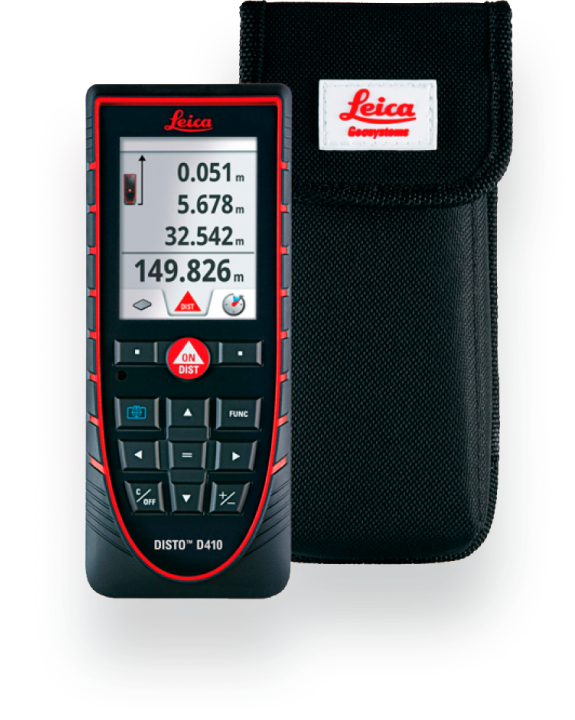 Leica
Geosystems
Leica
0.051 m
5.678 m
32.542 m
149.826 m
DIST
ON
DIST
FUNC
=
C/OFF
+/–
DISTO™ D410